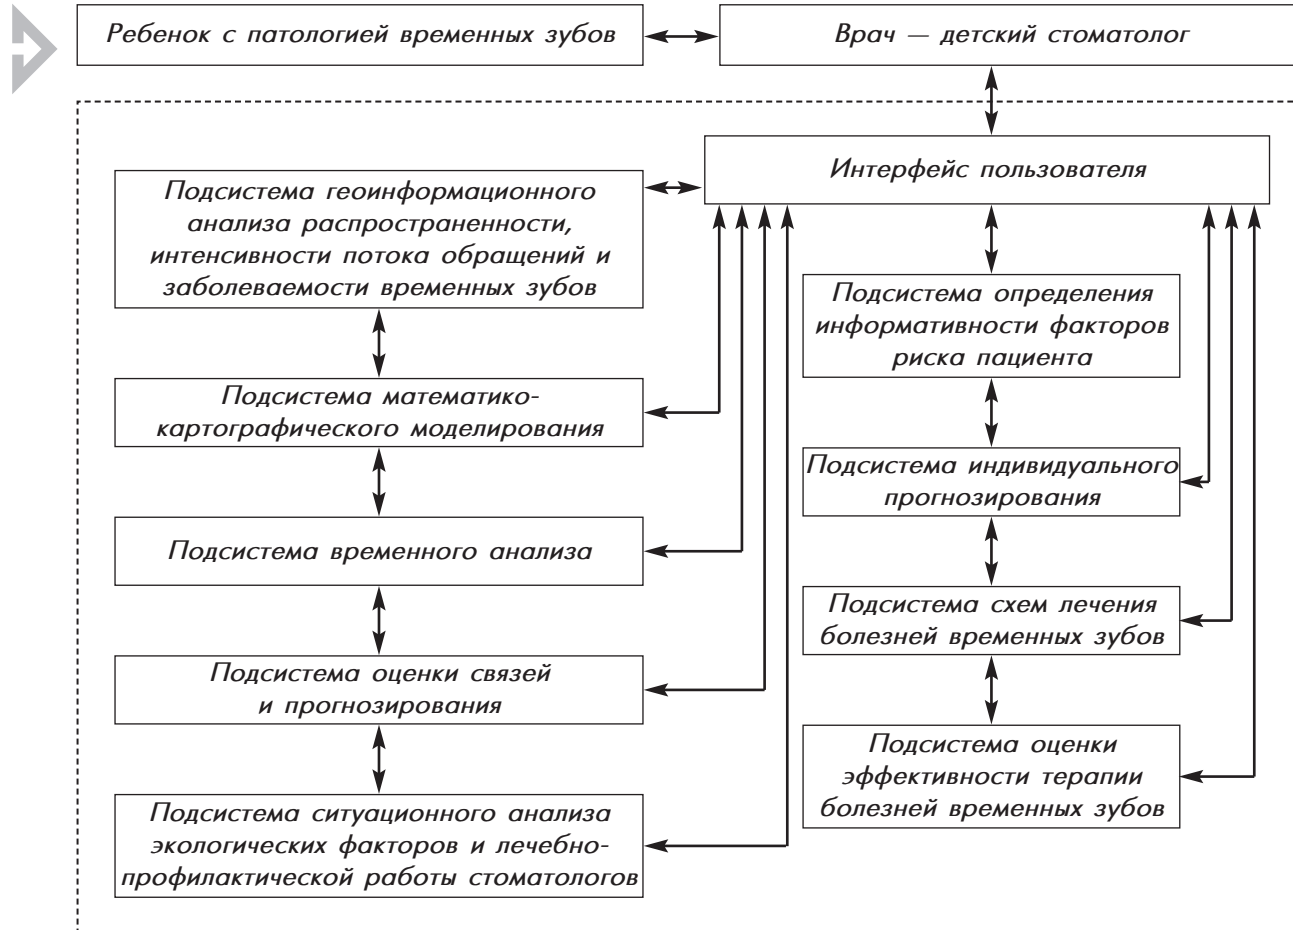 Ребенок с патологией временных зубов
Врач — детский стоматолог
Интерфейс пользователя
Подсистема геоинформационного
анализа распространенности,
интенсивности потока обращений и
заболеваемости временных зубов
Подсистема математико-
картографического моделирования
Подсистема временного анализа
Подсистема оценки связей
и прогнозирования
Подсистема ситуационного анализа
экологических факторов и лечебно-
профилактической работы стоматологов
Подсистема определения
информативности факторов
риска пациента
Подсистема индивидуального
прогнозирования
Подсистема схем лечения
болезней временных зубов
Подсистема оценки
эффективности терапии
болезней временных зубов